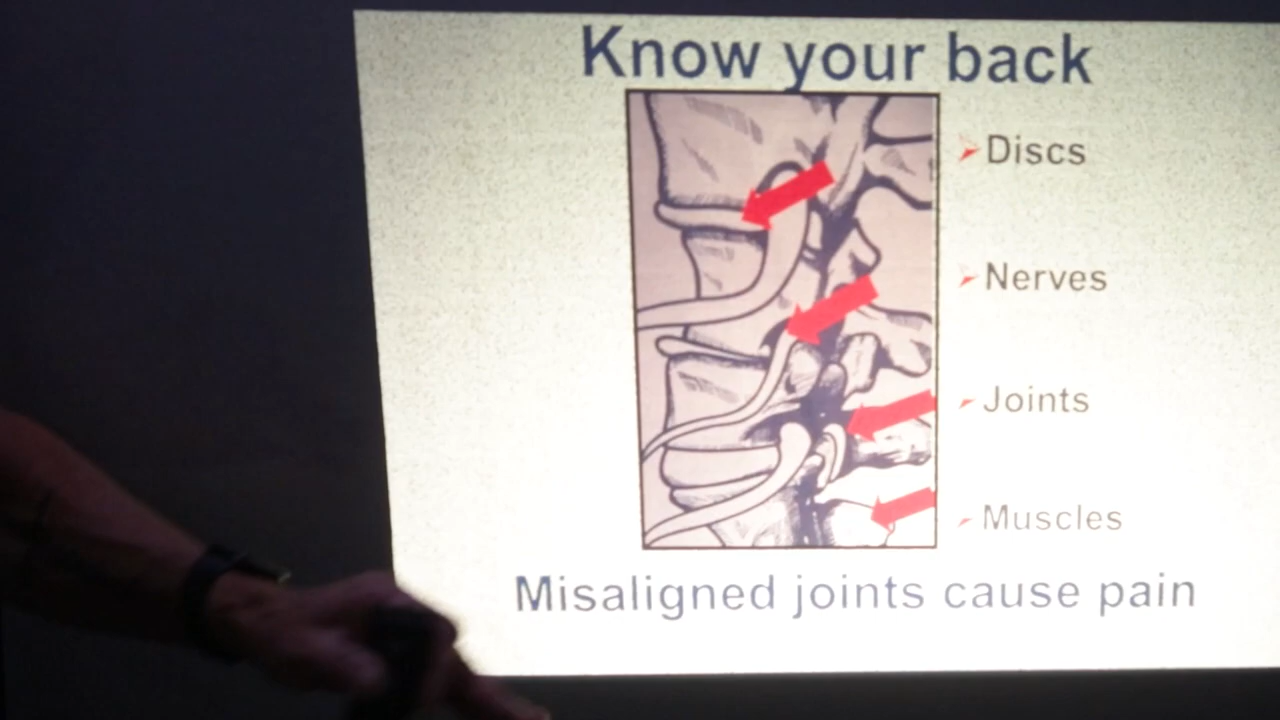 Know your back
Discs
Nerves
Joints
Muscles
Misaligned joints cause pain